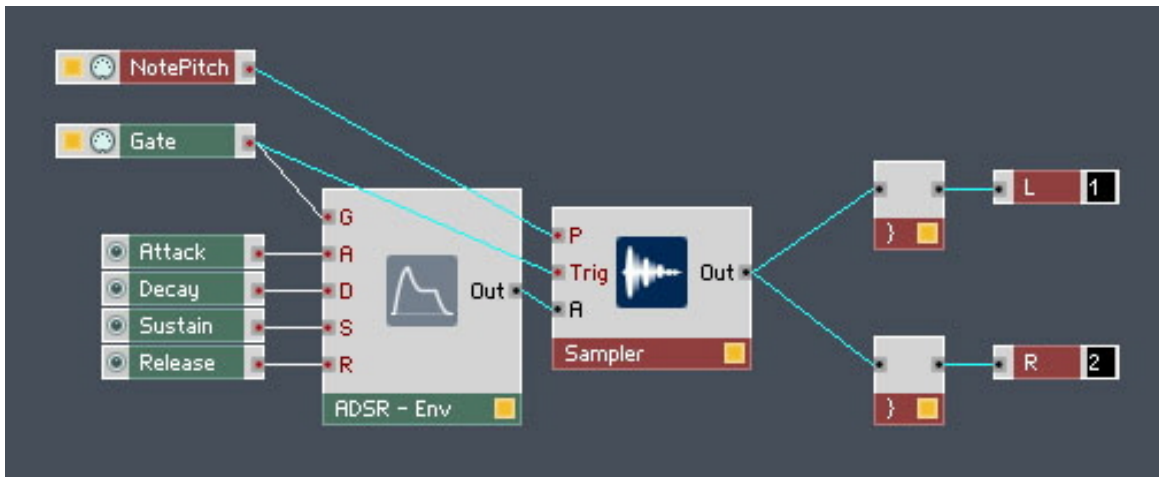 NotePitch
Gate
Attack
Decay
Sustain
Release
G
A
D
S
R
Out
ADSR - Env
P
Trig
A
Out
Sampler
}
L 1
}
R 2